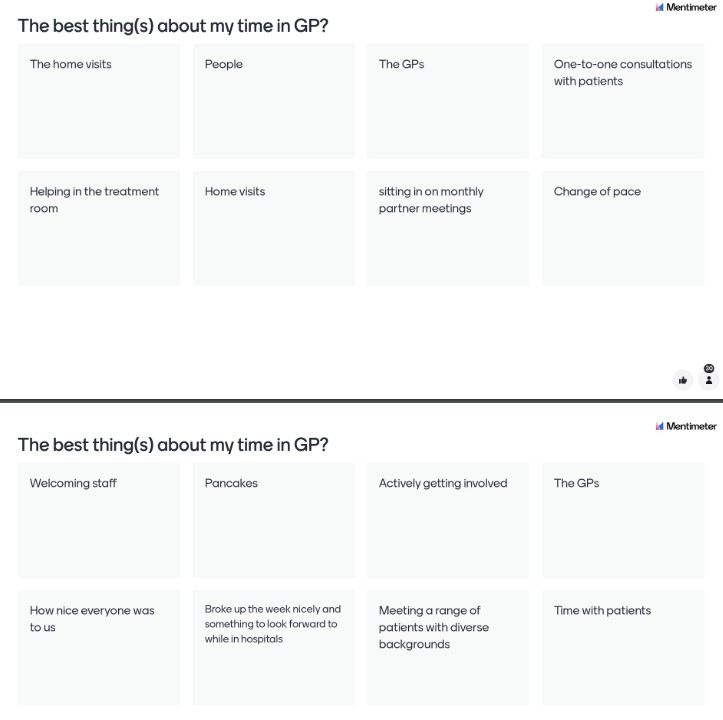 Mentimeter
The best thing(s) about my time in GP?
The home visits
People
The GPs
One-to-one consultations
with patients
Helping in the treatment
room
Home visits
sitting in on monthly
partner meetings
Change of pace
30
Mentimeter
The best thing(s) about my time in GP?
Welcoming staff
Pancakes
Actively getting involved
The GPs
How nice everyone was
to us
Broke up the week nicely and
something to look forward to
while in hospitals
Meeting a range of
patients with diverse
backgrounds
Time with patients